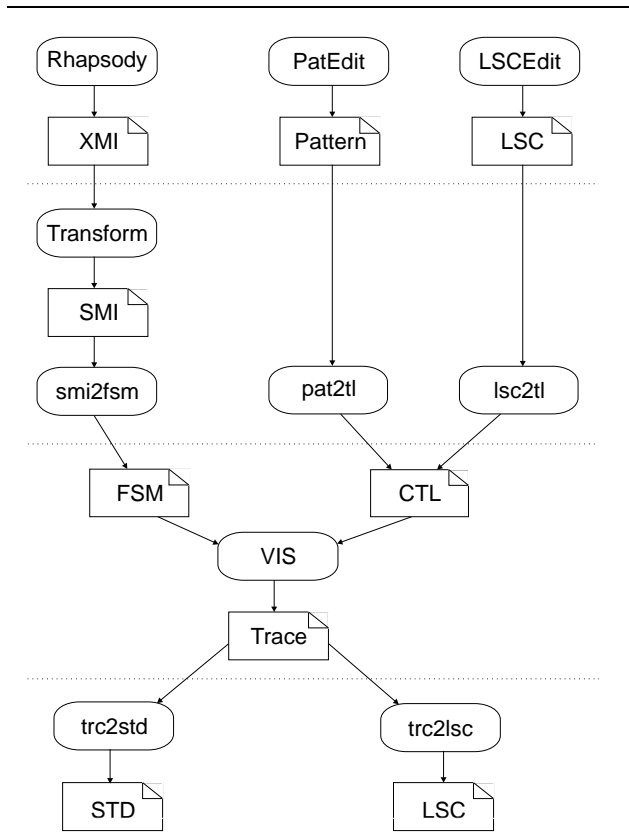 Rhapsody
PatEdit
LSCEdit
XMI
Pattern
LSC
Transform
SMI
smi2fsm
pat2tl
lsc2tl
FSM
CTL
VIS
Trace
trc2std
trc2lsc
STD
LSC